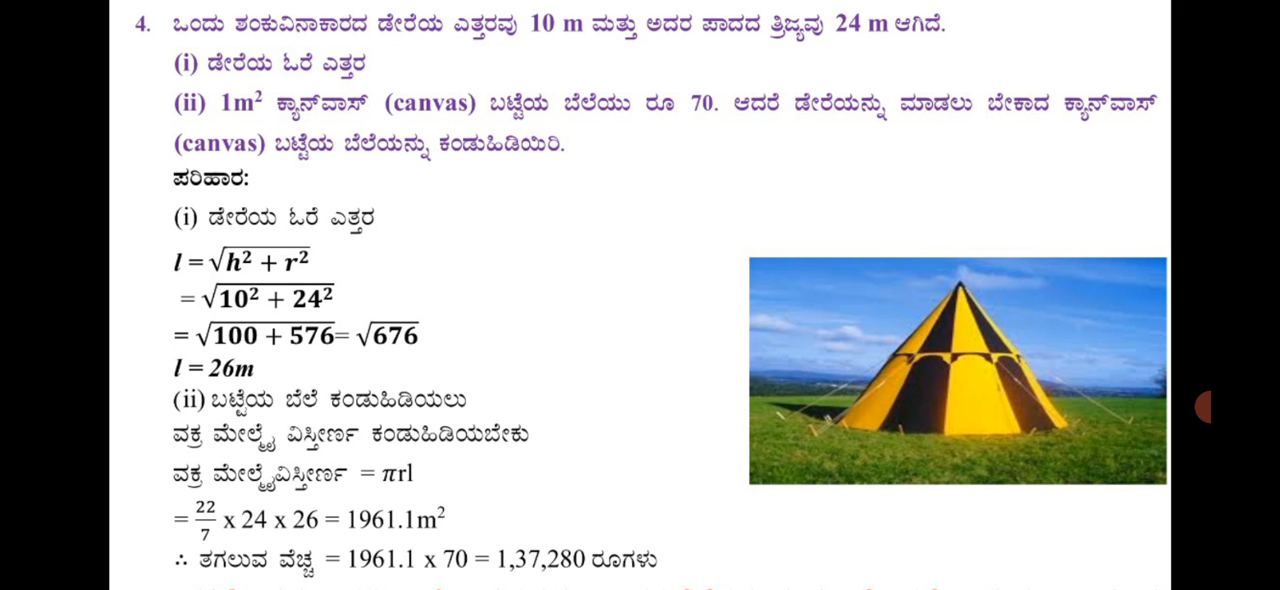 4. ಒಂದು ಶಂಕುವಿನಾಕಾರದ ಡೇರೆಯ ಎತ್ತರವು 10 m ಮತ್ತು ಅದರ ಪಾದದ ತ್ರಿಜ್ಯವು 24 m ಆಗಿದೆ.
(i) ಡೇರೆಯ ಓರೆ ಎತ್ತರ
(ii) 1m² ಕ್ಯಾನ್‌ವಾಸ್ (canvas) ಬಟ್ಟೆಯ ಬೆಲೆಯು ರೂ 70. ಆದರೆ ಡೇರೆಯನ್ನು ಮಾಡಲು ಬೇಕಾದ ಕ್ಯಾನ್‌ವಾಸ್
(canvas) ಬಟ್ಟೆಯ ಬೆಲೆಯನ್ನು ಕಂಡುಹಿಡಿಯಿರಿ.
ಪರಿಹಾರ:
(i) ಡೇರೆಯ ಓರೆ ಎತ್ತರ
l = √h² + r²
= √10² + 24²
= √100 + 576= √676
l = 26m
(ii) ಬಟ್ಟೆಯ ಬೆಲೆ ಕಂಡುಹಿಡಿಯಲು
ವಕ್ರ ಮೇಲ್ಮೈ ವಿಸ್ತೀರ್ಣ ಕಂಡುಹಿಡಿಯಬೇಕು
ವಕ್ರ ಮೇಲ್ಮೈವಿಸ್ತೀರ್ಣ = πrl
= 22/7 x 24 x 26 = 1961.1m²
∴ ತಗಲುವ ವೆಚ್ಚ = 1961.1 x 70 = 1,37,280 ರೂಗಳು